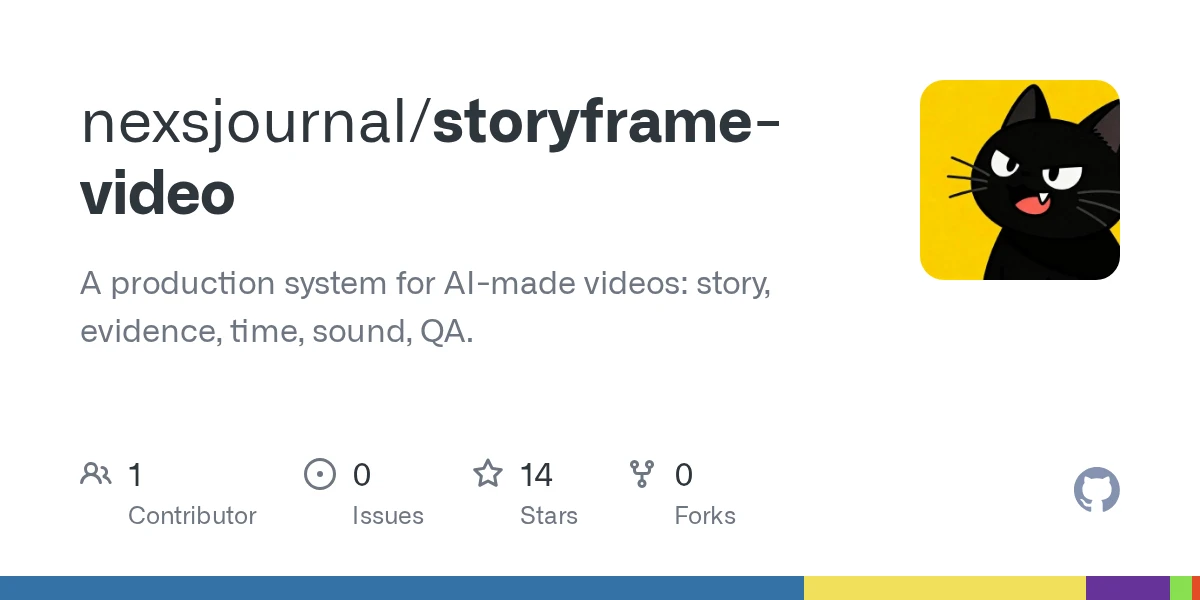 nexsjournal/storyframe-
video
A production system for AI-made videos: story,
evidence, time, sound, QA.
1
Contributor
0
Issues
14
Stars
0
Forks